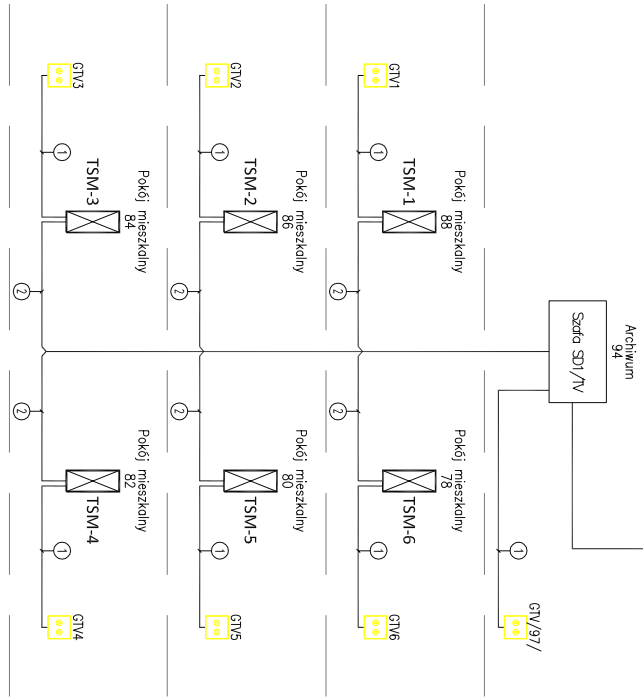 Archiwum
94
Szafa SD1/TV
1
GTV/97/
GTV1
1
TSM-1
Pokój mieszkalny
88
2
2
Pokój mieszkalny
78
TSM-6
1
GTV6
GTV2
1
TSM-2
Pokój mieszkalny
86
2
2
Pokój mieszkalny
80
TSM-5
1
GTV5
GTV3
1
TSM-3
Pokój mieszkalny
84
2
2
Pokój mieszkalny
82
TSM-4
1
GTV4